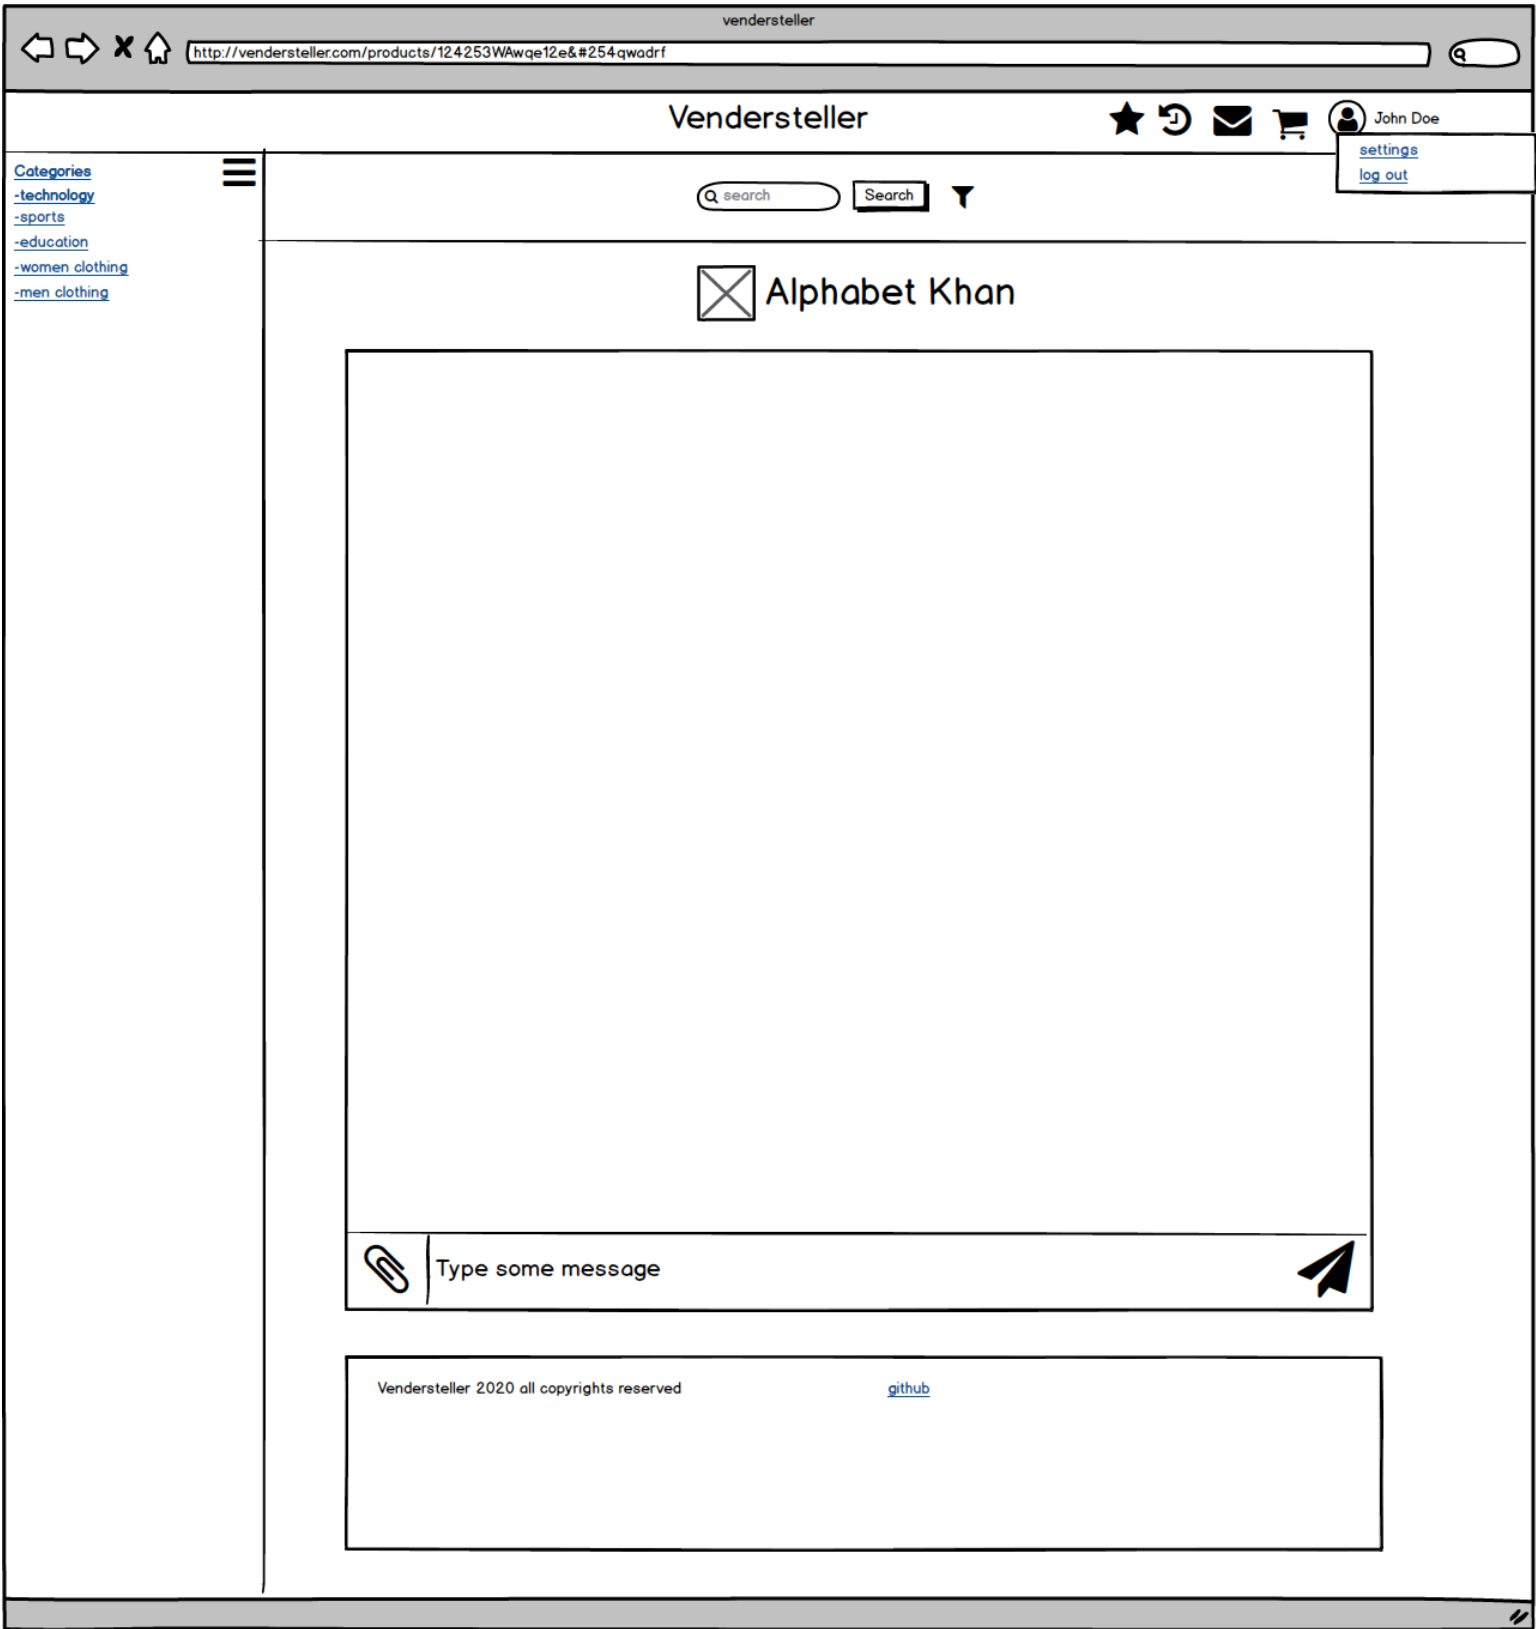 vendersteller
http://vendersteller.com/products/124253WAwqe12e&#254qwadrf
Vendersteller
John Doe
settings
log out
Categories
-technology
-sports
-education
-women clothing
-men clothing
search
Search
Alphabet Khan
Type some message
Vendersteller 2020 all copyrights reserved
github